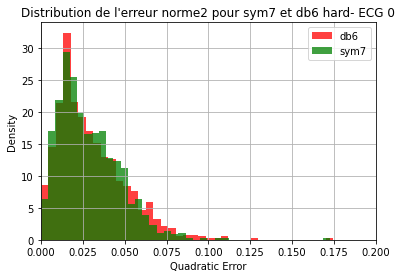 Distribution de l'erreur norme2 pour sym7 et db6 hard- ECG 0
db6
sym7
Density
30
25
20
15
10
5
0
0.000 0.025 0.050 0.075 0.100 0.125 0.150 0.175 0.200
Quadratic Error